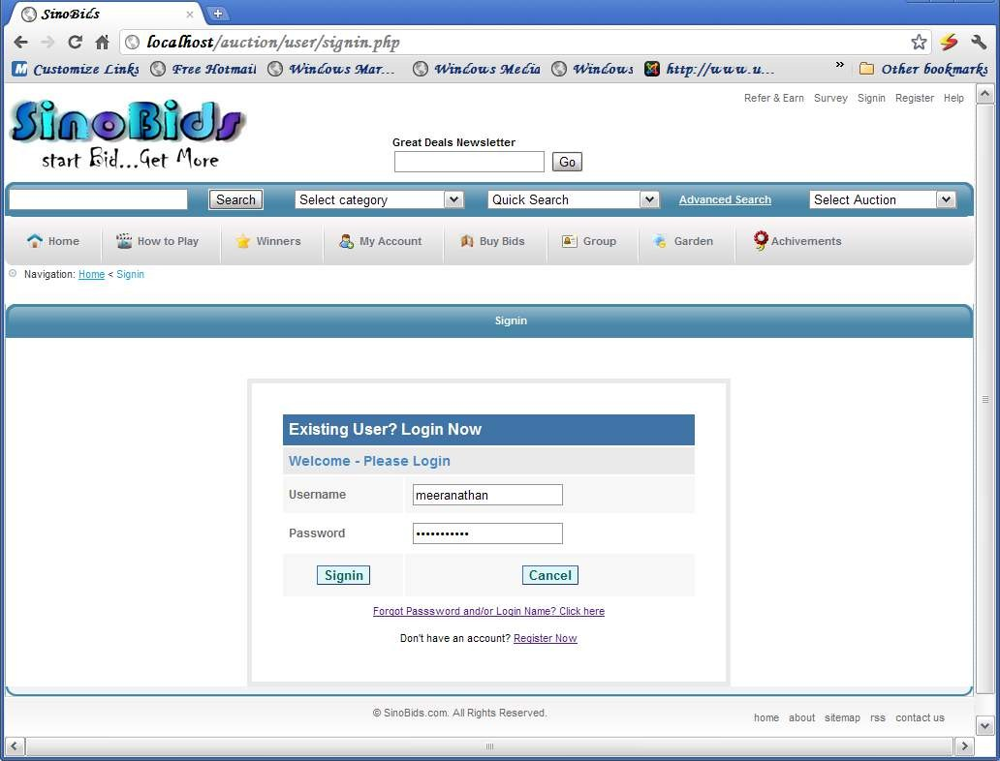 SinoBids
localhost/auction/user/signin.php
Customize Links Free Hotmail Windows Mar... Windows Media Windows http://www.u... » Other bookmarks
Refer & Earn Survey Signin Register Help
SinoBids
start Bid...Get More
Great Deals Newsletter
Go
Search Select category Quick Search Advanced Search Select Auction
Home How to Play Winners My Account Buy Bids Group Garden Achivements
Navigation: Home < Signin
Signin
Existing User? Login Now
Welcome - Please Login
Username meeranathan
Password •••••••••••
Signin Cancel
Forgot Passsword and/or Login Name? Click here
Don't have an account? Register Now
© SinoBids.com. All Rights Reserved.
home about sitemap rss contact us